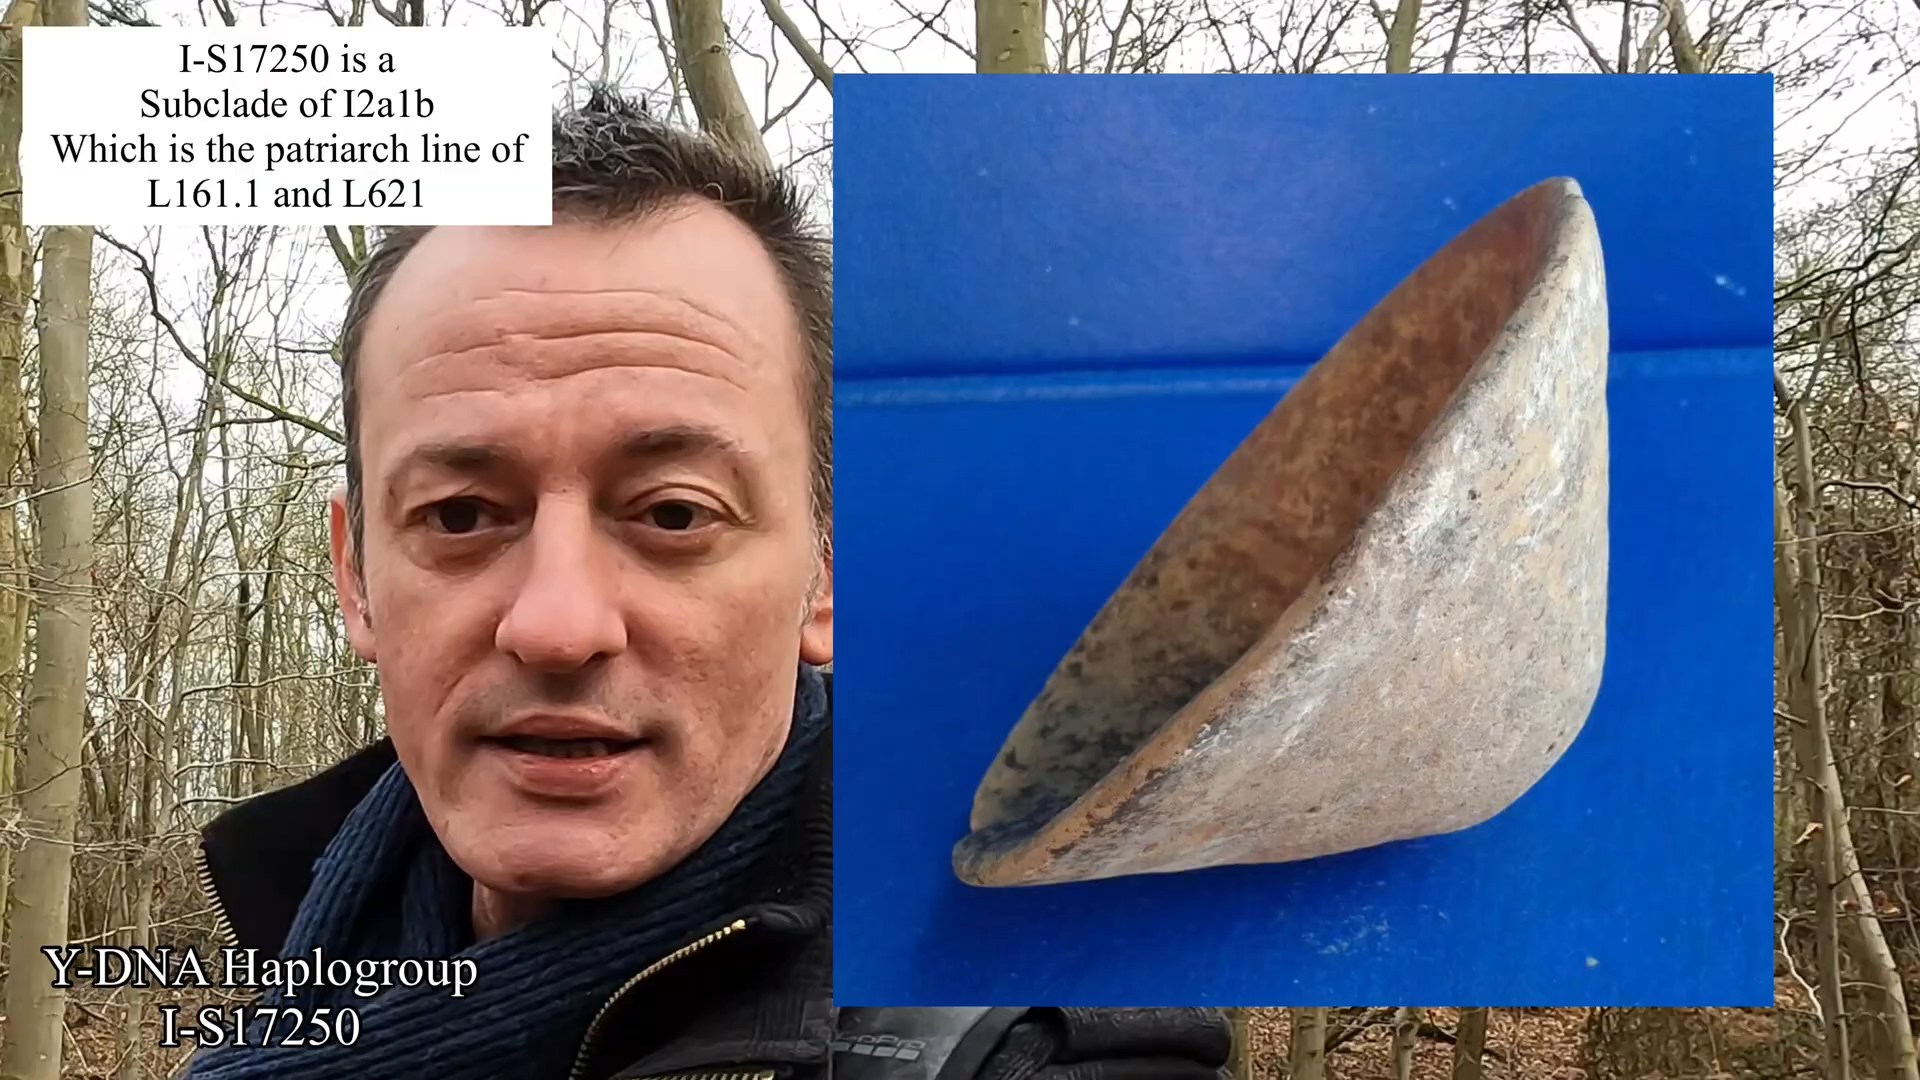 I-S17250 is a
Subclade of I2a1b
Which is the patriarch line of
L161.1 and L621
Y-DNA Haplogroup
I-S17250